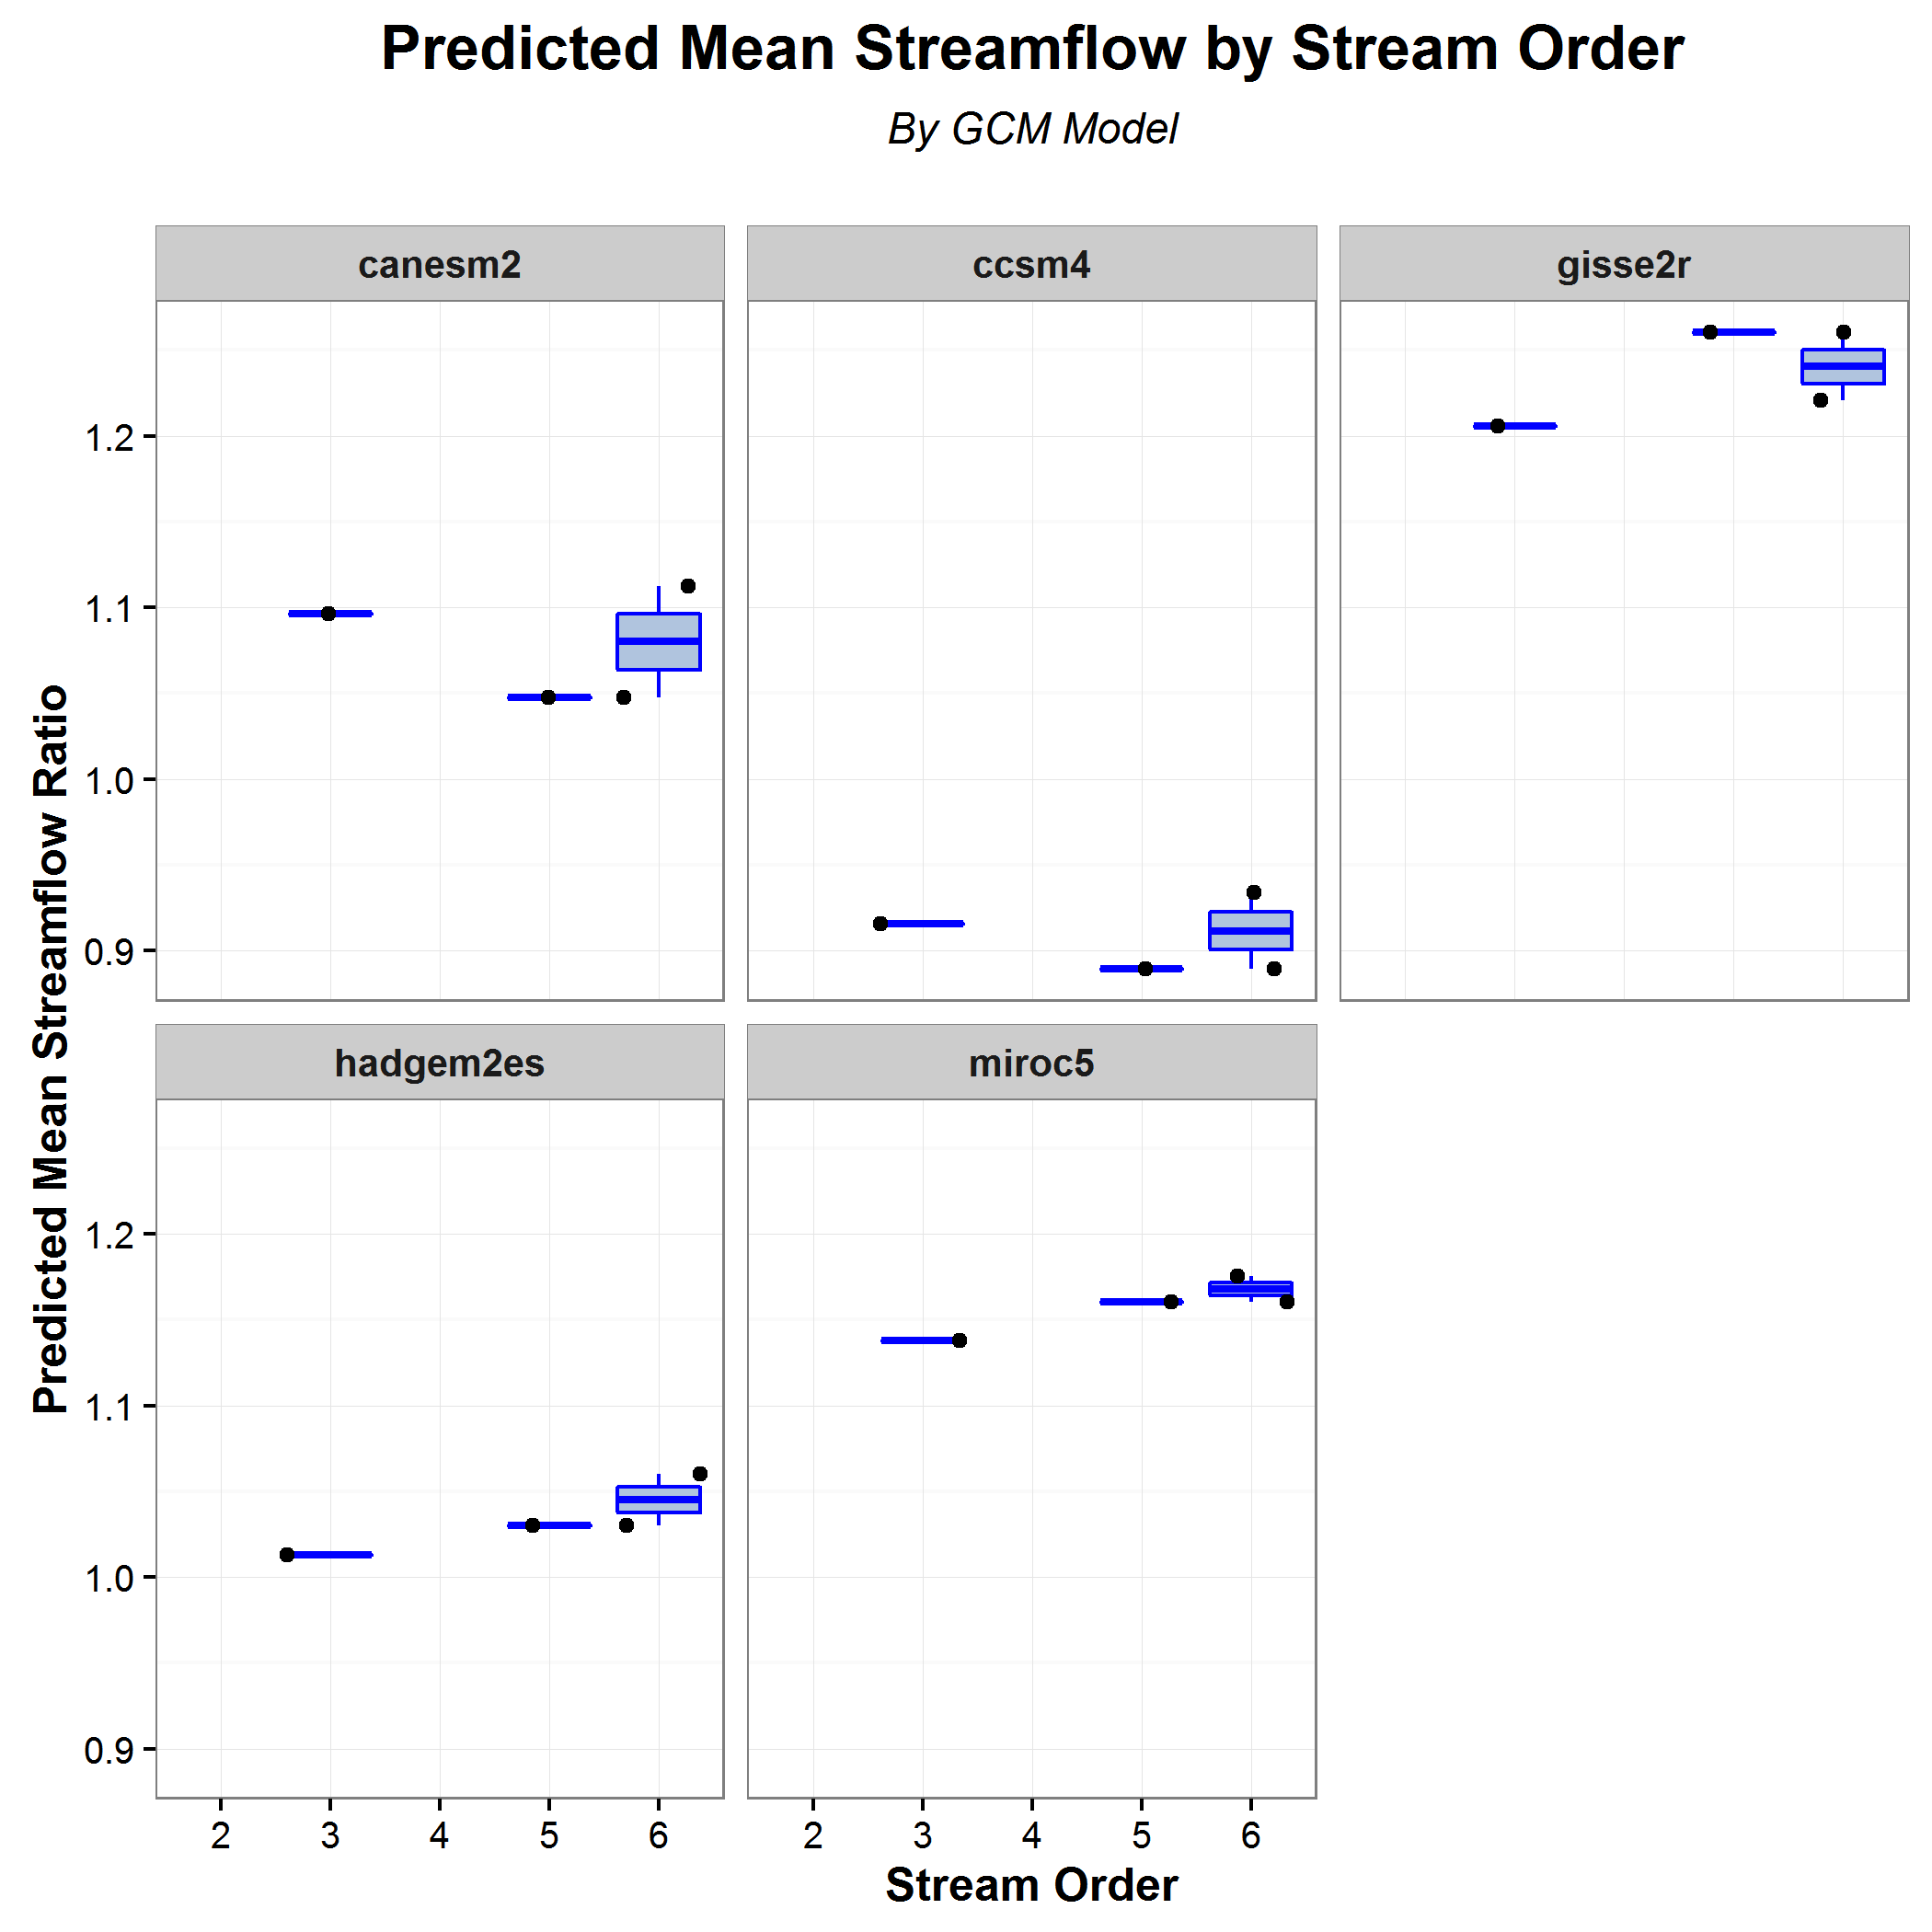 Predicted Mean Streamflow by Stream Order
By GCM Model
canesm2
ccsm4
gisse2r
1.2
1.1
1.0
0.9
Predicted Mean Streamflow Ratio
hadgem2es
miroc5
1.2
1.1
1.0
0.9
2 3 4 5 6
2 3 4 5 6
Stream Order